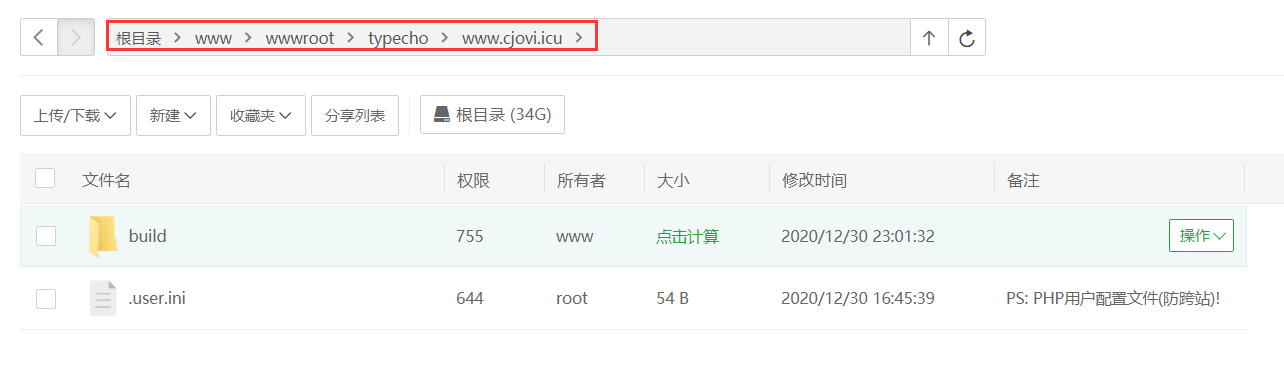 根目录 > www > wwwroot > typecho > www.cjovi.icu >
上传/下载 新建 收藏夹 分享列表 根目录 (34G)
文件名 权限 所有者 大小 修改时间 备注
build 755 www 点击计算 2020/12/30 23:01:32 操作
.user.ini 644 root 54 B 2020/12/30 16:45:39 PS: PHP用户配置文件(防跨站)!